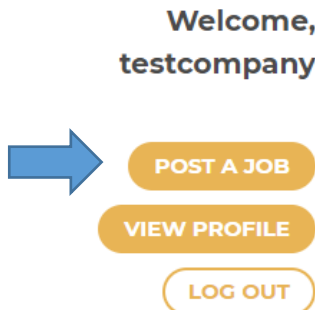 Welcome,
testcompany
POST A JOB
VIEW PROFILE
LOG OUT